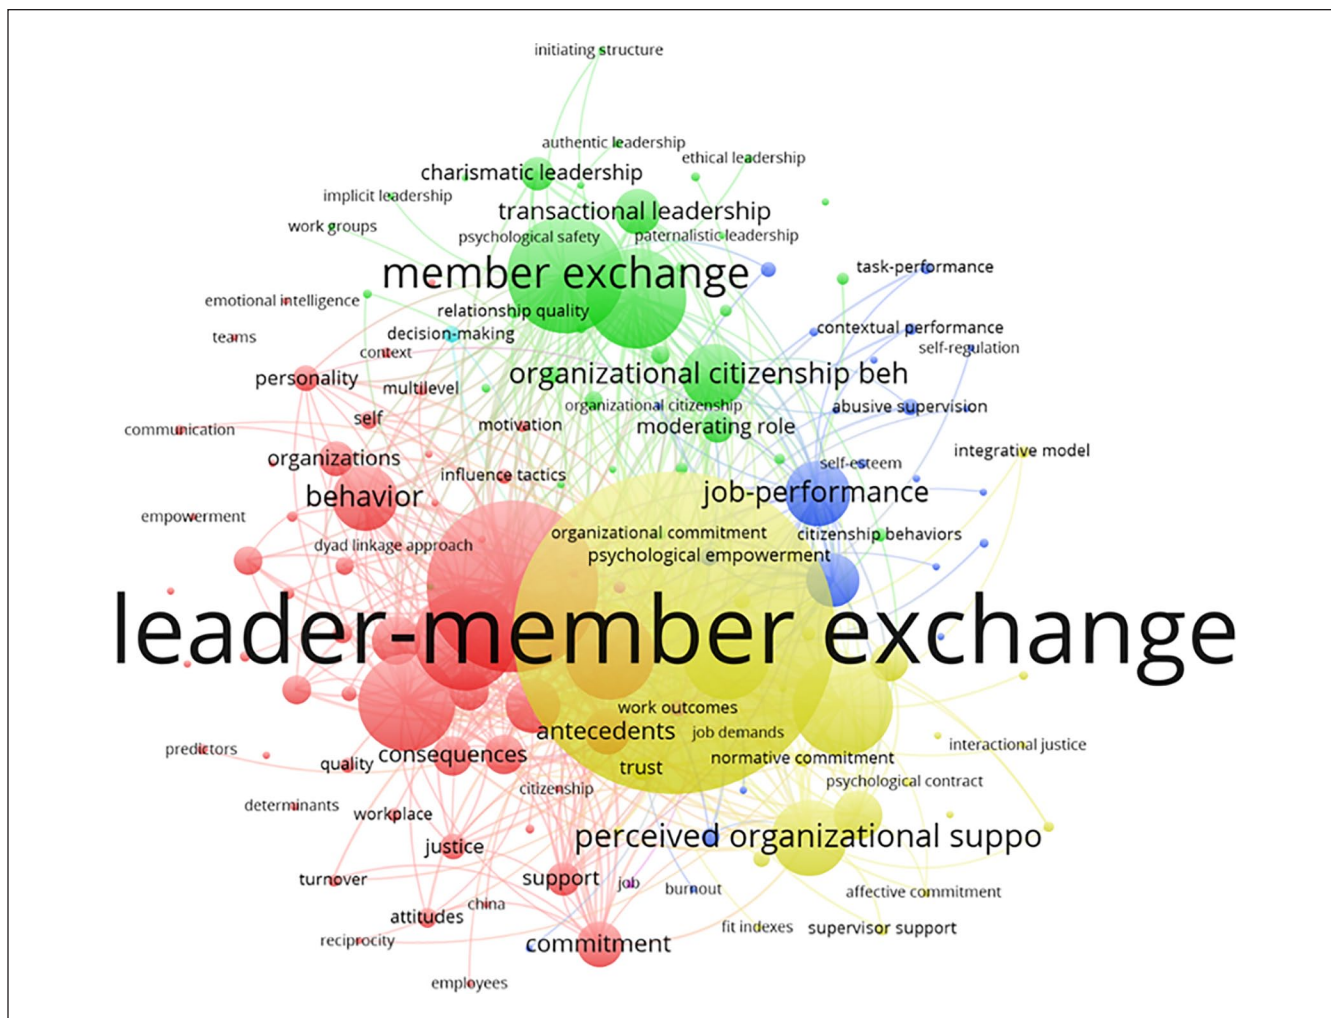 initiating structure
authentic leadership
ethical leadership
charismatic leadership
implicit leadership
transactional leadership
work groups
psychological safety
paternalistic leadership
member exchange
task-performance
emotional intelligence
relationship quality
contextual performance
decision-making
teams
self-regulation
context
organizational citizenship beh
personality
multilevel
organizational citizenship
abusive supervision
self
motivation
moderating role
communication
integrative model
organizations
self-esteem
influence tactics
job-performance
behavior
empowerment
organizational commitment
citizenship behaviors
dyad linkage approach
psychological empowerment
leader-member exchange
work outcomes
antecedents
job demands
interactional justice
predictors
consequences
normative commitment
quality
trust
psychological contract
citizenship
determinants
workplace
perceived organizational suppo
justice
turnover
support
job
burnout
affective commitment
china
attitudes
fit indexes
supervisor support
reciprocity
commitment
employees